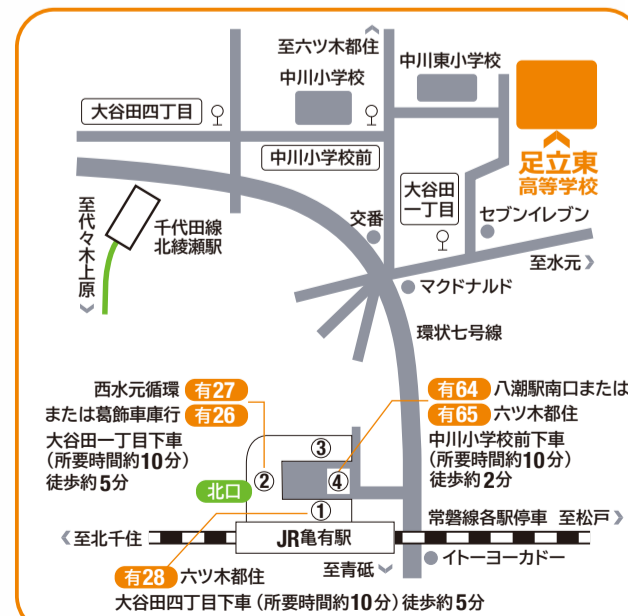 至六ツ木都住
中川小学校
中川東小学校
大谷田四丁目
中川小学校前
足立東
高等学校
大谷田
一丁目
交番
セブンイレブン
至代々木上原
千代田線
北綾瀬駅
至水元
マクドナルド
環状七号線
西水元循環 有27
または葛飾車庫行 有26
大谷田一丁目下車
(所要時間約10分)
徒歩約5分
有64 八潮駅南口または
有65 六ツ木都住
中川小学校前下車
(所要時間約10分)
徒歩約2分
③
②
④
①
北口
JR亀有駅
常磐線各駅停車 至松戸
至北千住
イトーヨーカドー
至青砥
有28 六ツ木都住
大谷田四丁目下車 (所要時間約10分) 徒歩約5分